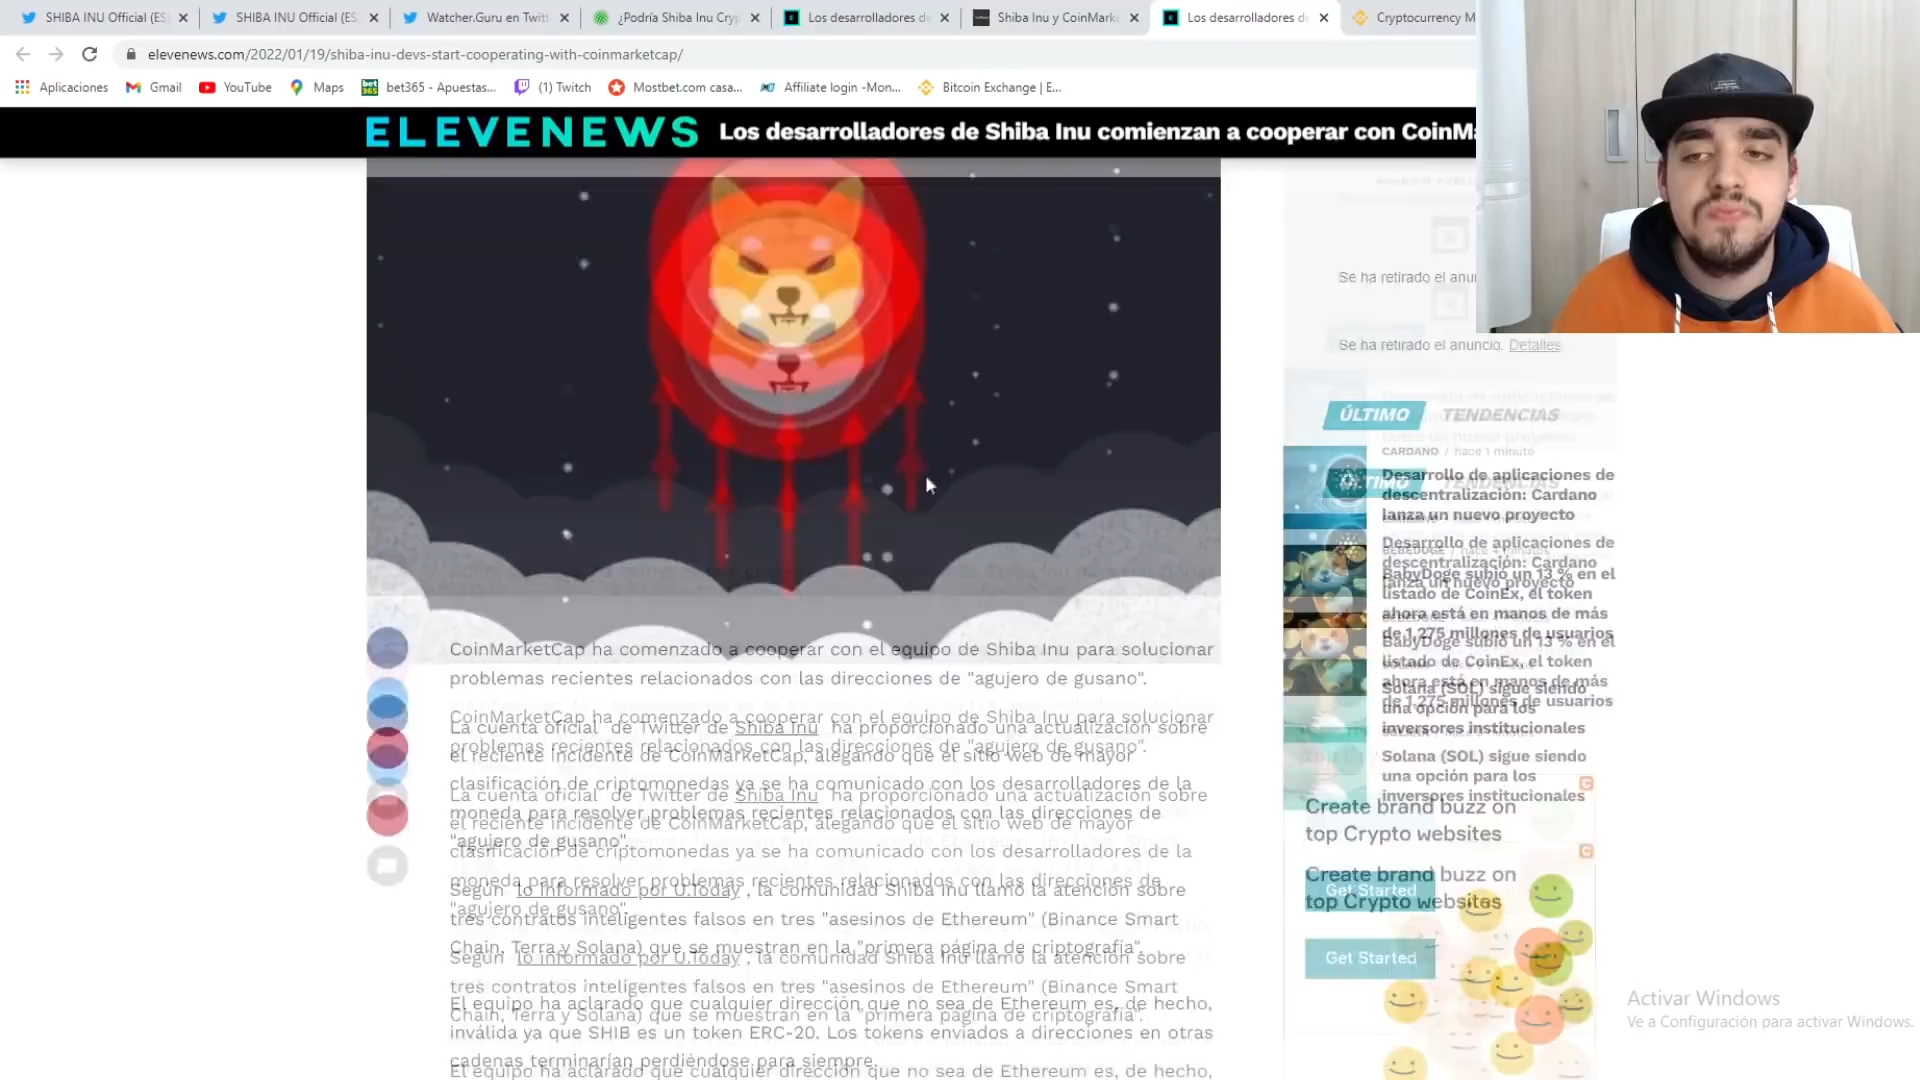 SHIBA INU Official (ES
SHIBA INU Official (ES
Watcher.Guru en Twitt
¿Podría Shiba Inu Cryp
Los desarrolladores de
Shiba Inu y CoinMarke
Los desarrolladores de
Cryptocurrency M
elevenews.com/2022/01/19/shiba-inu-devs-start-cooperating-with-coinmarketcap/
Aplicaciones
Gmail
YouTube
Maps
bet365 - Apuestas...
(1) Twitch
Mostbet.com casa...
Affiliate login -Mon...
Bitcoin Exchange | E...
ELEVENEWS
Los desarrolladores de Shiba Inu comienzan a cooperar con CoinMa
Se ha retirado el anu
Se ha retirado el anuncio. Detalles
ÚLTIMO TENDENCIAS
CARDANO / hace 1 minuto
Desarrollo de aplicaciones de
descentralización: Cardano
lanza un nuevo proyecto
Desarrollo de aplicaciones de
descentralización: Cardano
lanza un nuevo proyecto
BabyDoge subió un 13 % en el
listado de CoinEx, el token
ahora está en manos de más
de 1,275 millones de usuarios
BabyDoge subió un 13 % en el
listado de CoinEx, el token
ahora está en manos de más
de 1,275 millones de usuarios
Solana (SOL) sigue siendo
una opción para los
inversores institucionales
Solana (SOL) sigue siendo
una opción para los
inversores institucionales
Create brand buzz on
top Crypto websites
Create brand buzz on
top Crypto websites
Get Started
Get Started
CoinMarketCap ha comenzado a cooperar con el equipo de Shiba Inu para solucionar
problemas recientes relacionados con las direcciones de "agujero de gusano".
CoinMarketCap ha comenzado a cooperar con el equipo de Shiba Inu para solucionar
problemas recientes relacionados con las direcciones de "agujero de gusano".
La cuenta oficial de Twitter de Shiba Inu ha proporcionado una actualización sobre
el reciente incidente de CoinMarketCap, alegando que el sitio web de mayor
clasificación de criptomonedas ya se ha comunicado con los desarrolladores de la
moneda para resolver problemas recientes relacionados con las direcciones de
"agujero de gusano".
La cuenta oficial de Twitter de Shiba Inu ha proporcionado una actualización sobre
el reciente incidente de CoinMarketCap, alegando que el sitio web de mayor
clasificación de criptomonedas ya se ha comunicado con los desarrolladores de la
moneda para resolver problemas recientes relacionados con las direcciones de
"agujero de gusano".
Según lo informado por U.Today , la comunidad Shiba Inu llamó la atención sobre
tres contratos inteligentes falsos en tres "asesinos de Ethereum" (Binance Smart
Chain, Terra y Solana) que se muestran en la "primera página de criptografía".
Según lo informado por U.Today , la comunidad Shiba Inu llamó la atención sobre
tres contratos inteligentes falsos en tres "asesinos de Ethereum" (Binance Smart
Chain, Terra y Solana) que se muestran en la "primera página de criptografía".
El equipo ha aclarado que cualquier dirección que no sea de Ethereum es, de hecho,
inválida ya que SHIB es un token ERC-20. Los tokens enviados a direcciones en otras
cadenas terminarían perdiéndose para siempre.
El equipo ha aclarado que cualquier dirección que no sea de Ethereum es, de hecho,
Activar Windows
Ve a Configuración para activar Windows.